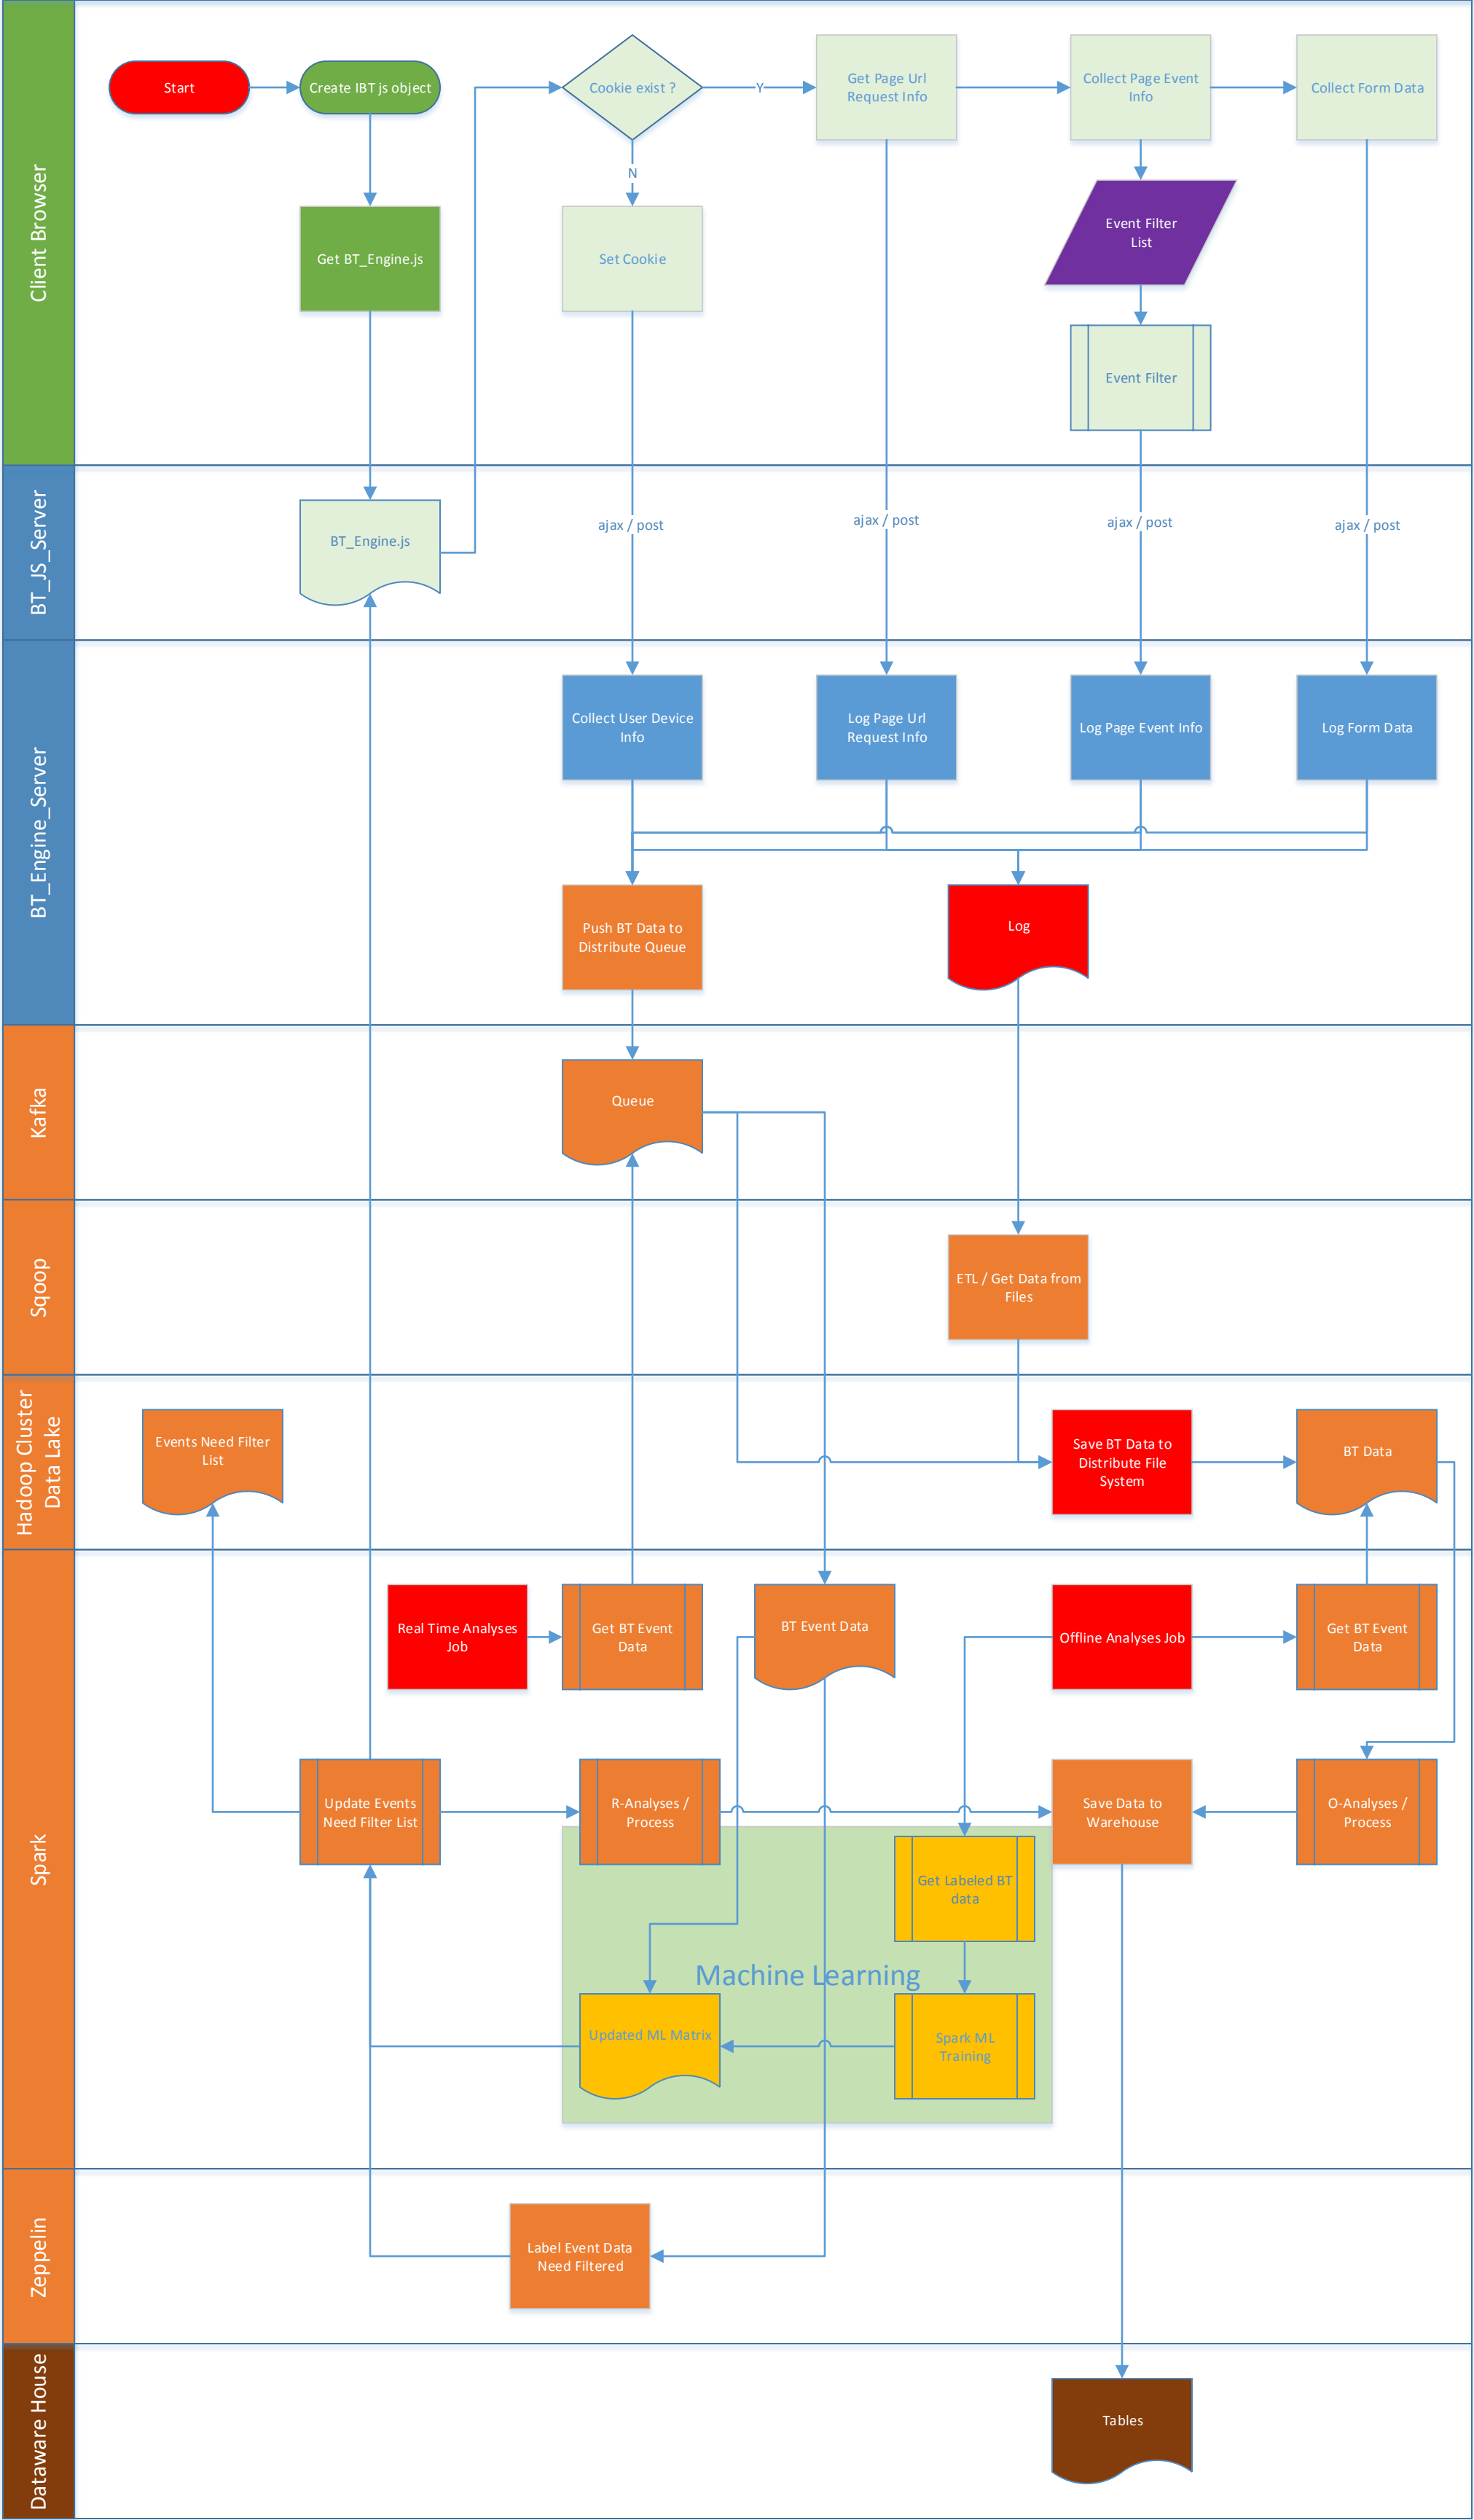 Client Browser
Start
Create IBT js object
Cookie exist ?
Y
Get Page Url
Request Info
Collect Page Event
Info
Collect Form Data
N
Get BT_Engine.js
Set Cookie
Event Filter
List
Event Filter
BT_JS_Server
BT_Engine.js
ajax / post
ajax / post
ajax / post
ajax / post
BT_Engine_Server
Collect User Device
Info
Log Page Url
Request Info
Log Page Event Info
Log Form Data
Push BT Data to
Distribute Queue
Log
Kafka
Queue
Sqoop
ETL / Get Data from
Files
Hadoop Cluster
Data Lake
Events Need Filter
List
Save BT Data to
Distribute File
System
BT Data
Spark
Real Time Analyses
Job
Get BT Event
Data
BT Event Data
Offline Analyses Job
Get BT Event
Data
Update Events
Need Filter List
R-Analyses /
Process
Save Data to
Warehouse
O-Analyses /
Process
Get Labeled BT
data
Machine Learning
Updated ML Matrix
Spark ML
Training
Zeppelin
Label Event Data
Need Filtered
Dataware House
Tables